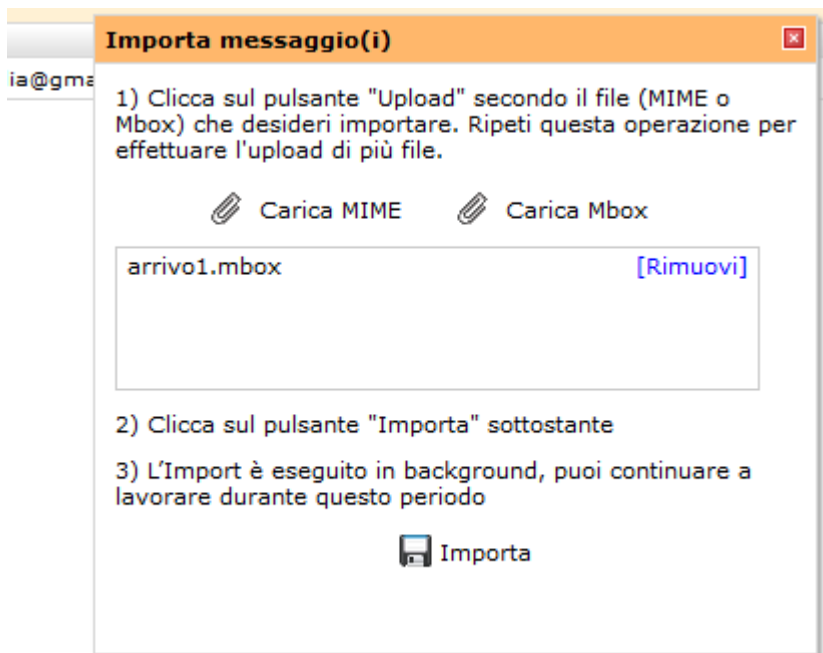 Importa messaggio(i)
ia@gma
1) Clicca sul pulsante "Upload" secondo il file (MIME o
Mbox) che desideri importare. Ripeti questa operazione per
effettuare l'upload di più file.
Carica MIME Carica Mbox
arrivo1.mbox [Rimuovi]
2) Clicca sul pulsante "Importa" sottostante
3) L’Import è eseguito in background, puoi continuare a
lavorare durante questo periodo
Importa